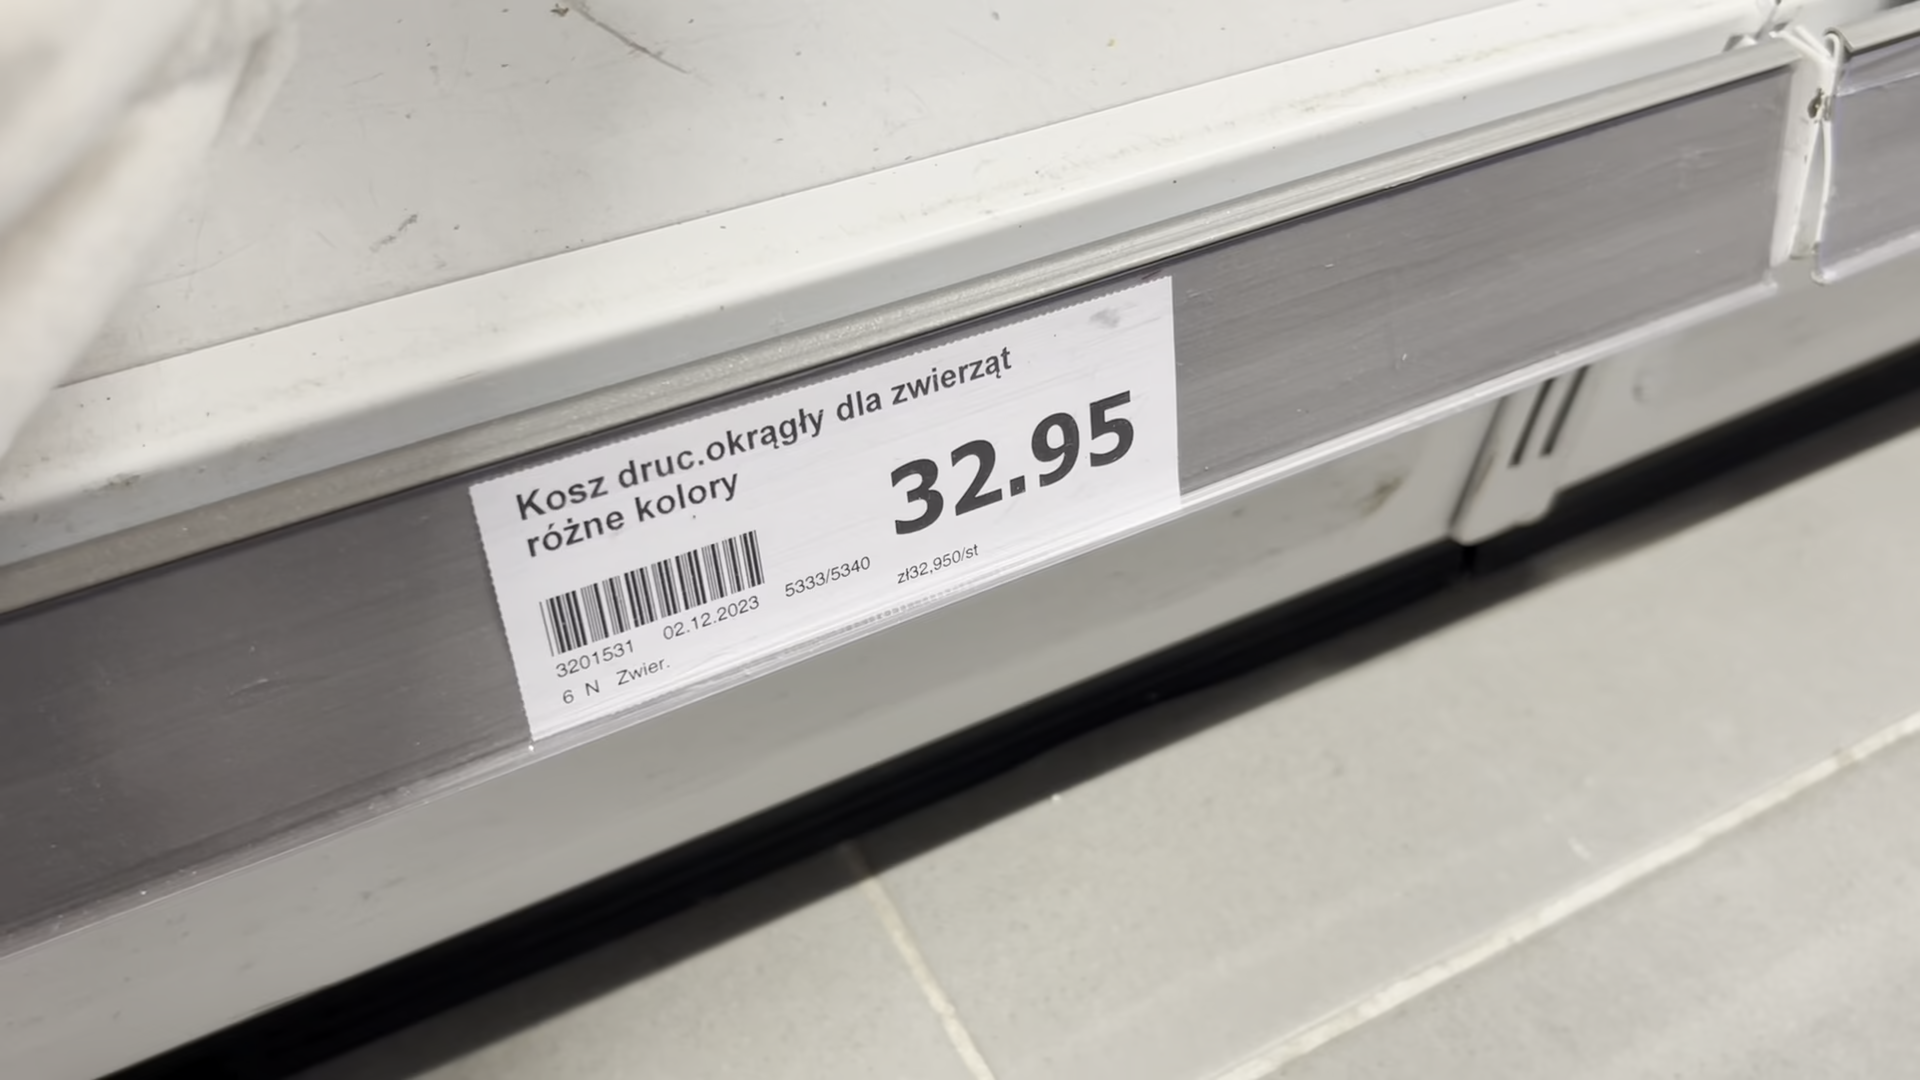 Kosz druc.okrągły dla zwierząt
różne kolory
32.95
5333/5340
zł32,950/st
3201531 02.12.2023
6 N Zwier.